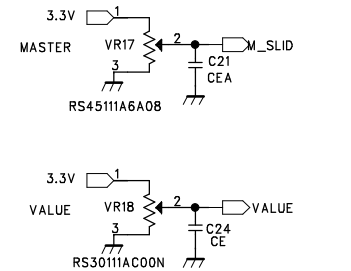 3.3V 1
MASTER VR17 2 M_SLID
C21
3 CEA
RS45111A6A08
3.3V 1
VALUE VR18 2 VALUE
C24
3 CE
RS30111AC00N